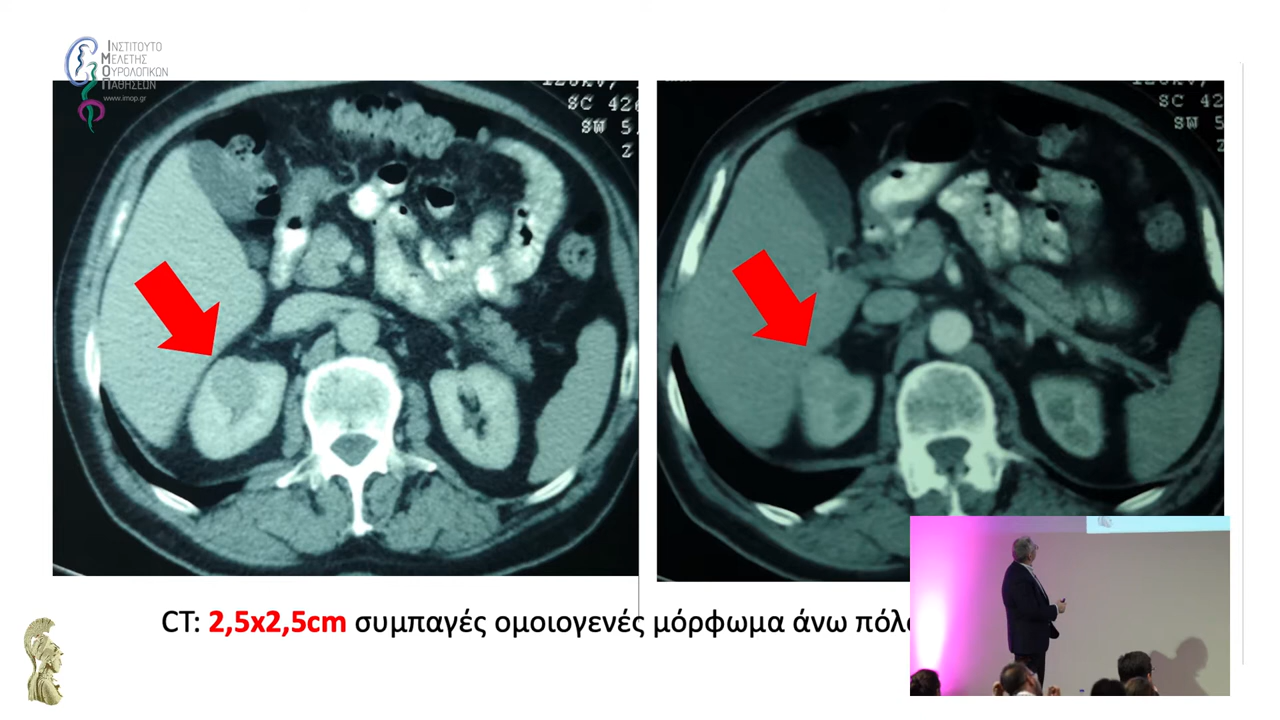 ΙΝΣΤΙΤΟΥΤΟ
ΜΕΛΕΤΗΣ
ΟΥΡΟΛΟΓΙΚΩΝ
ΠΑΘΗΣΕΩΝ
www.imop.gr
SC 42
SW 5
Z
SC 42
SW 5
Z
CT: 2,5x2,5cm συμπαγές ομοιογενές μόρφωμα άνω